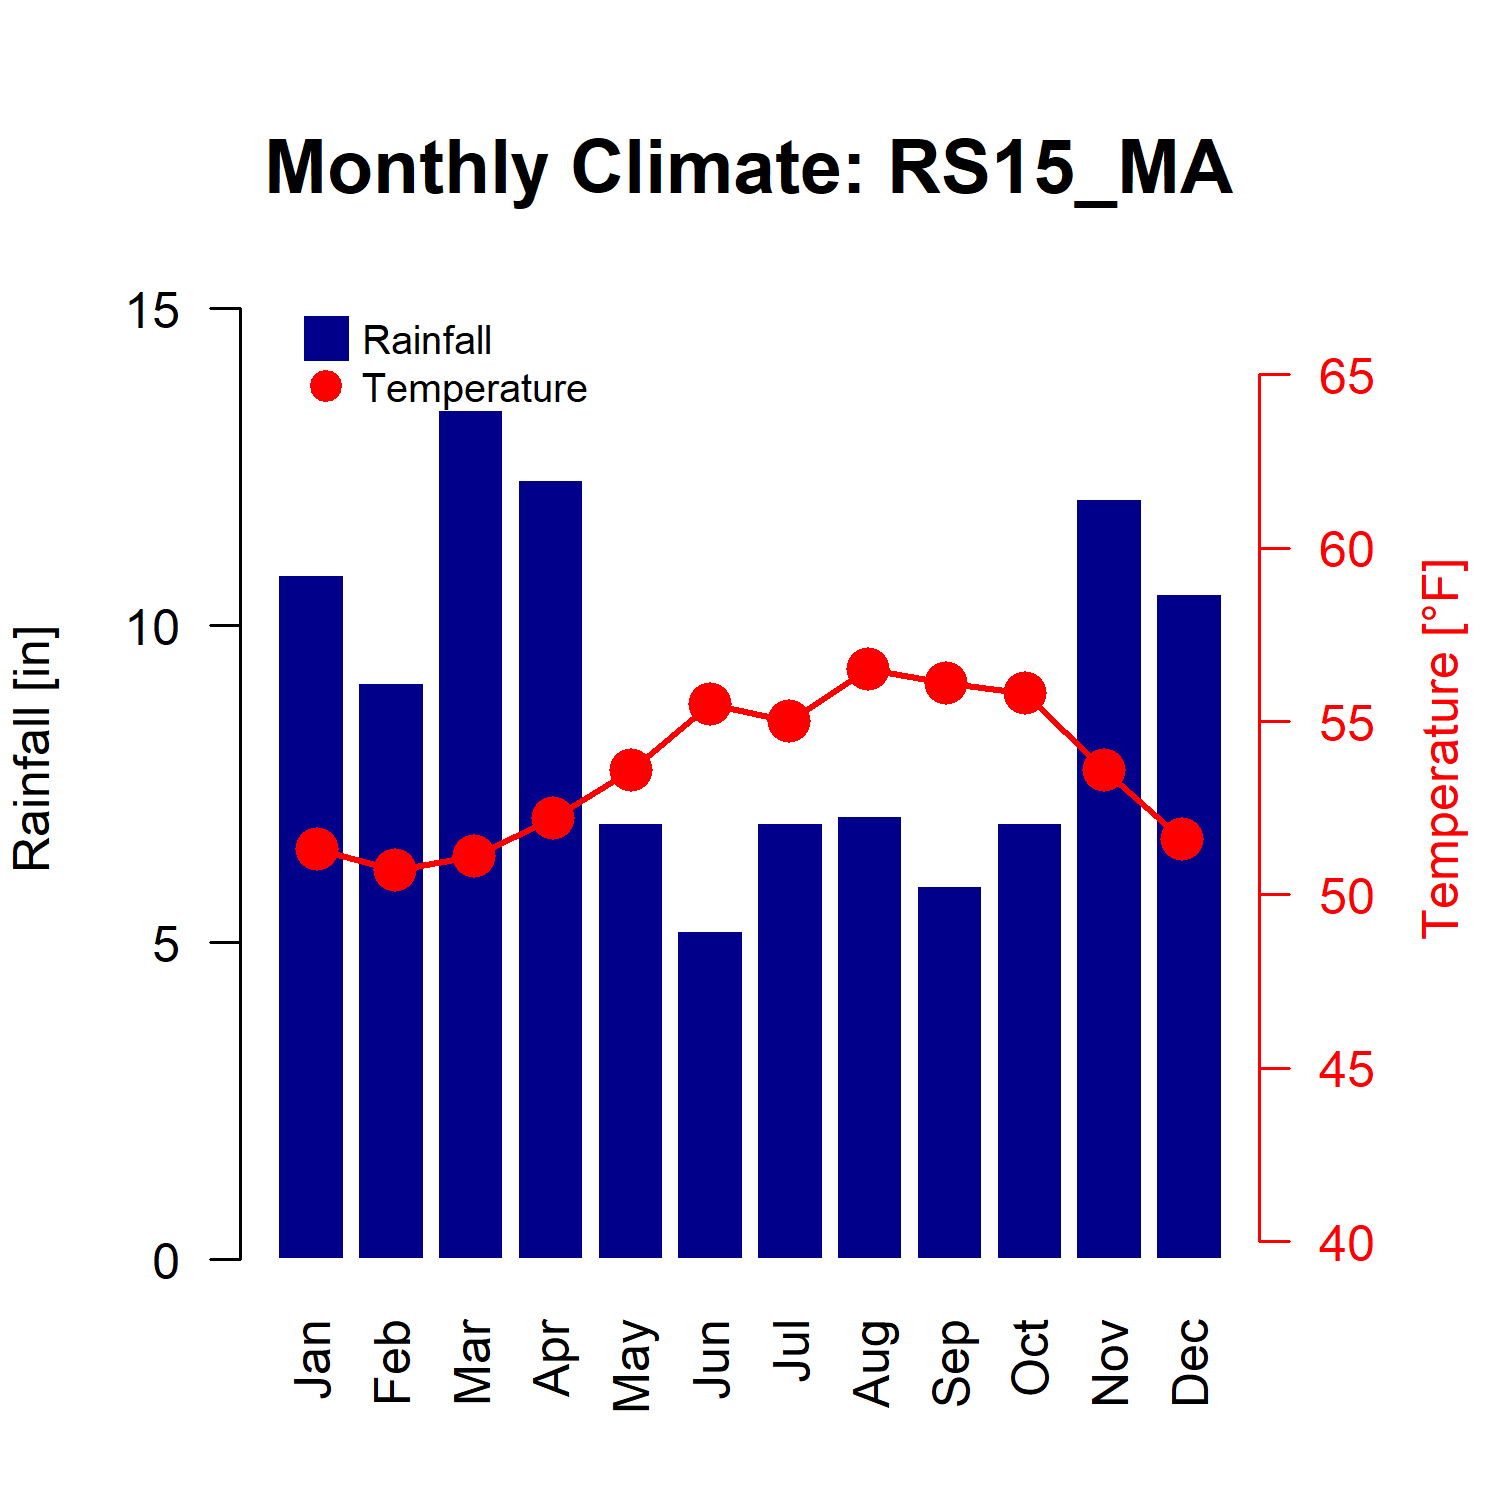 Monthly Climate: RS15_MA
Rainfall
Temperature
15
10
5
0
Rainfall [in]
65
60
55
50
45
40
Temperature [°F]
Jan
Feb
Mar
Apr
May
Jun
Jul
Aug
Sep
Oct
Nov
Dec